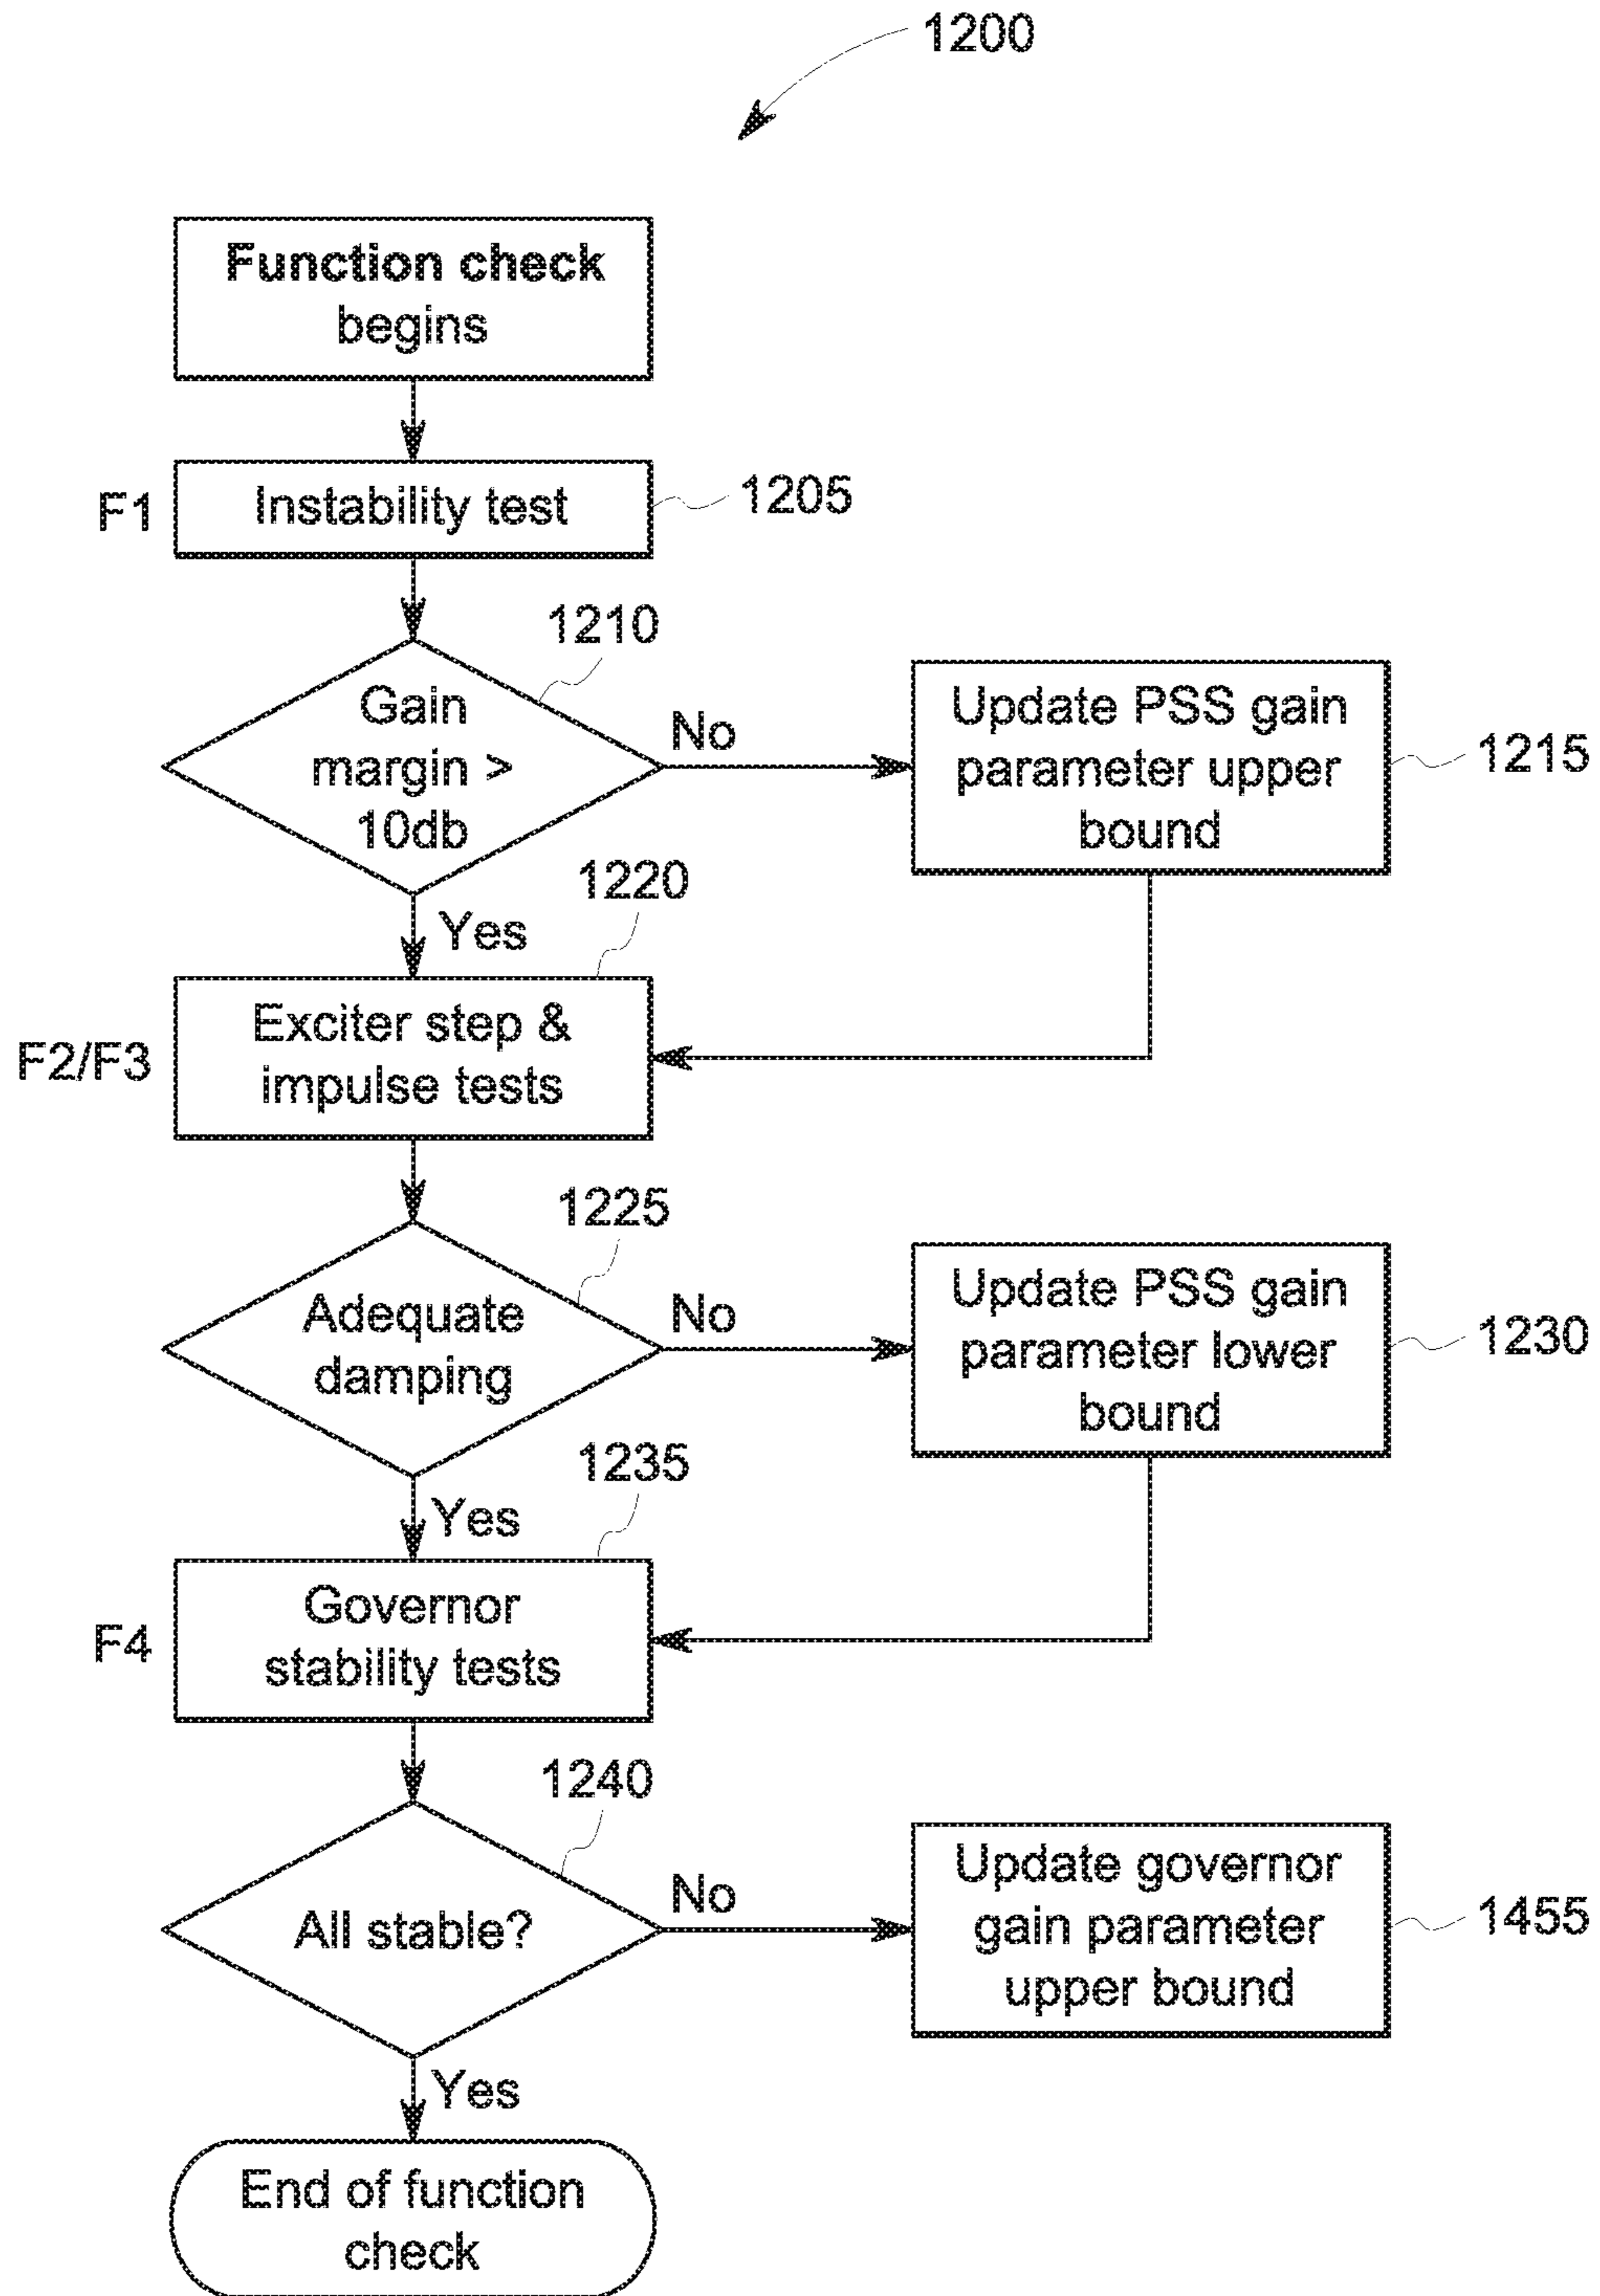 1200
Function check
begins
F1
Instability test
1205
1210
Gain
margin >
10db
No
Update PSS gain
parameter upper
bound
1215
Yes
1220
F2/F3
Exciter step &
impulse tests
1225
Adequate
damping
No
Update PSS gain
parameter lower
bound
1230
Yes
1235
F4
Governor
stability tests
1240
All stable?
No
Update governor
gain parameter
upper bound
1455
Yes
End of function
check